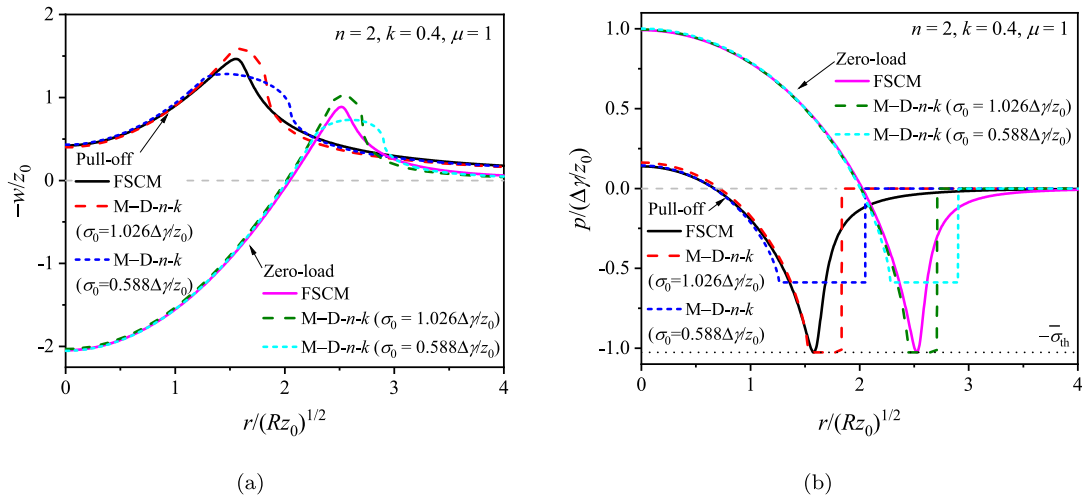 n = 2, k = 0.4, μ = 1
Pull-off
FSCM
M−D-n-k
(σ0=1.026Δγ/z0)
M−D-n-k
(σ0=0.588Δγ/z0)
Zero-load
FSCM
M−D-n-k (σ0 = 1.026Δγ/z0)
M−D-n-k (σ0 = 0.588Δγ/z0)
2
1
0
-1
-2
−w/z0
0
1
2
3
4
r/(Rz0)1/2
(a)
n = 2, k = 0.4, μ = 1
Zero-load
FSCM
M−D-n-k (σ0 = 1.026Δγ/z0)
M−D-n-k (σ0 = 0.588Δγ/z0)
Pull-off
FSCM
M−D-n-k
(σ0=1.026Δγ/z0)
M−D-n-k
(σ0=0.588Δγ/z0)
−σ̅th
1.0
0.5
0.0
-0.5
-1.0
p/(Δγ/z0)
0
1
2
3
4
r/(Rz0)1/2
(b)